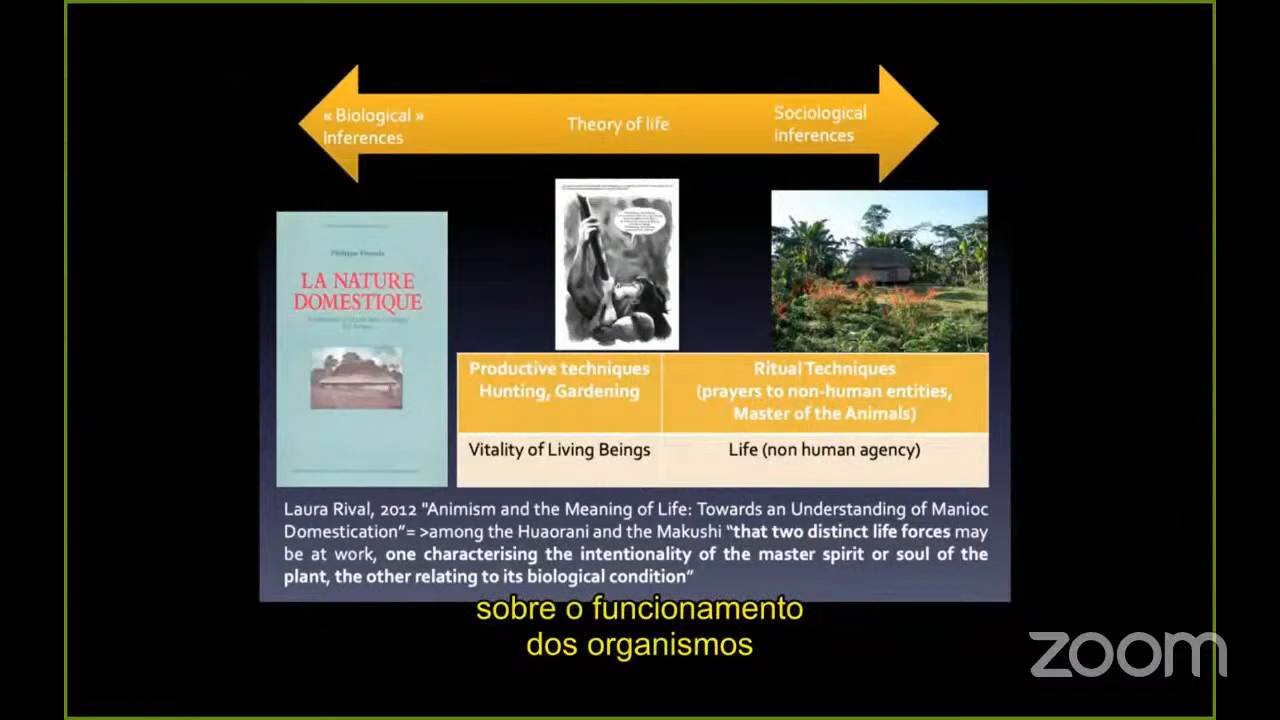 « Biological »
Inferences
Theory of life
Sociological
inferences
LA NATURE
DOMESTIQUE
Productive techniques
Hunting, Gardening
Ritual Techniques
(prayers to non-human entities,
Master of the Animals)
Vitality of Living Beings
Life (non human agency)
Laura Rival, 2012 "Animism and the Meaning of Life: Towards an Understanding of Manioc
Domestication"= >among the Huaorani and the Makushi "that two distinct life forces may
be at work, one characterising the intentionality of the master spirit or soul of the
plant, the other relating to its biological condition"
sobre o funcionamento
dos organismos
zoom